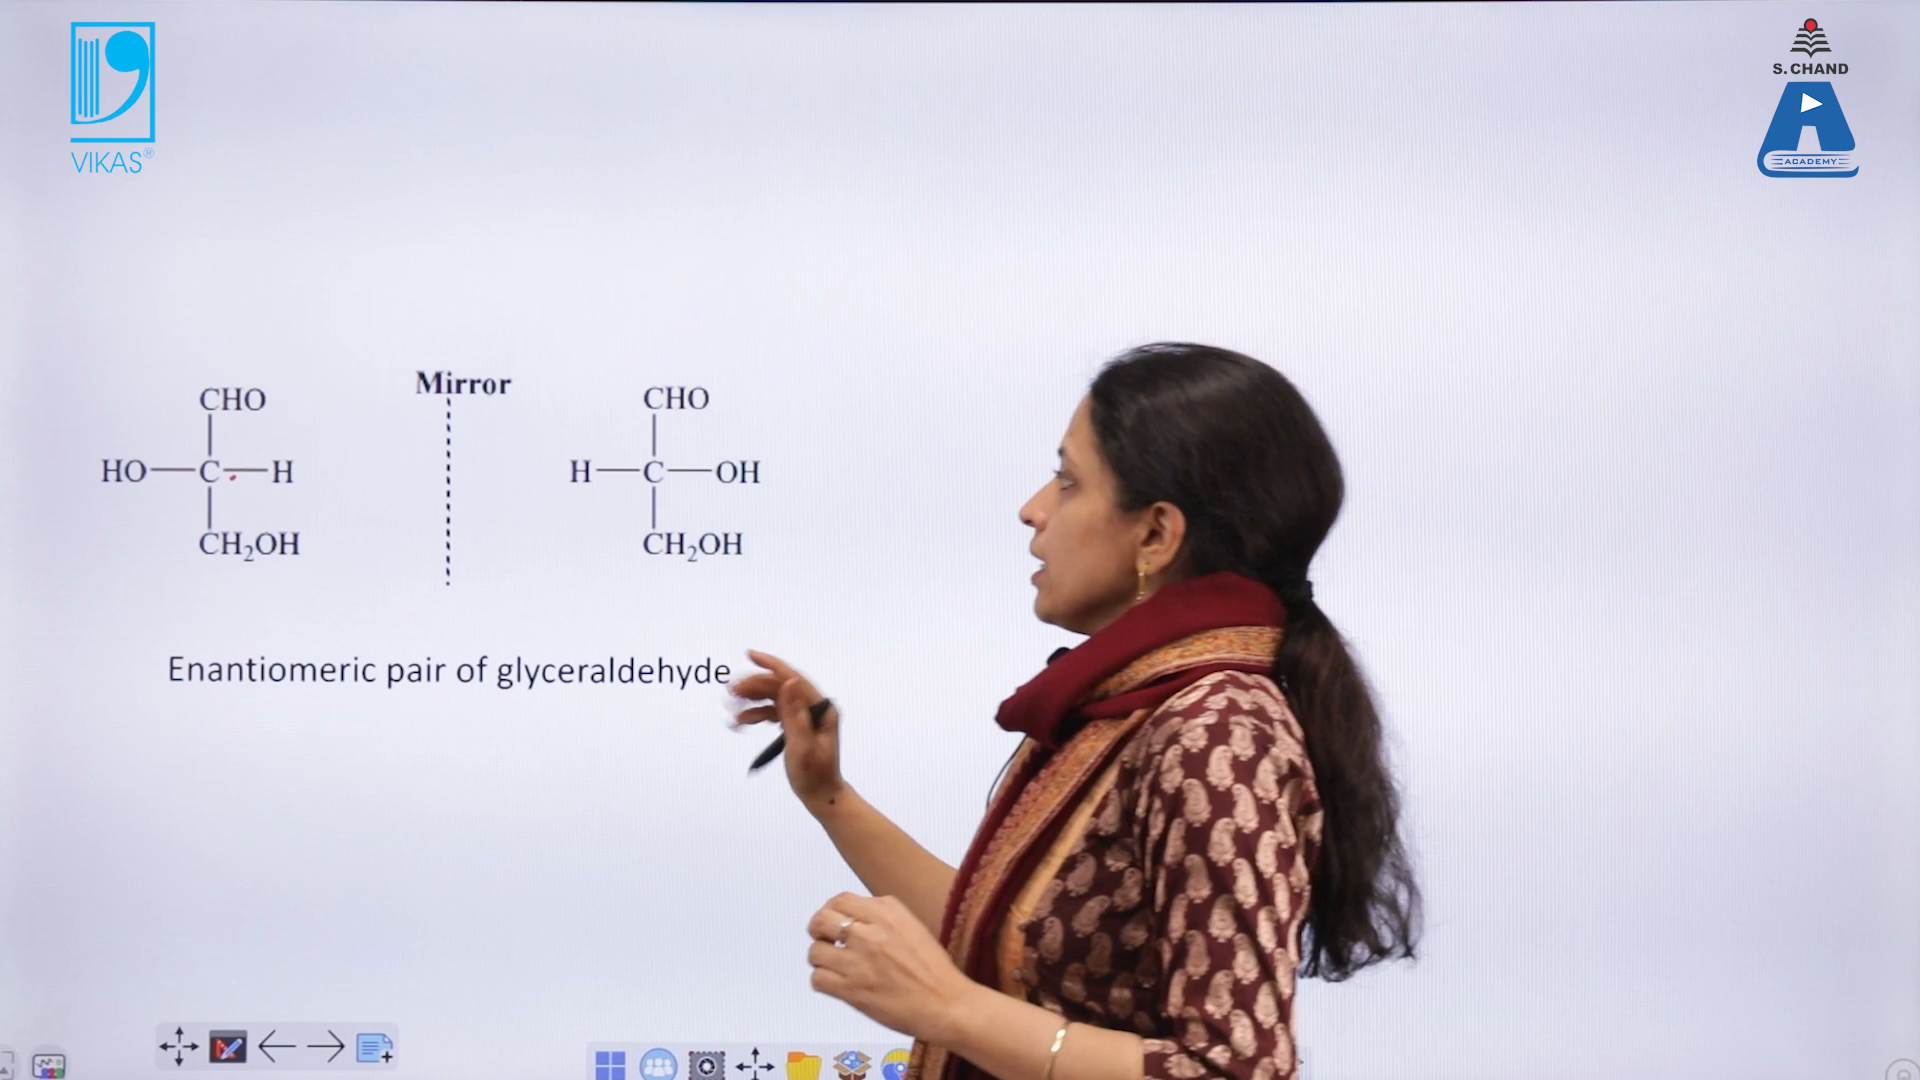 VIKAS®
S. CHAND
ACADEMY
Mirror
CHO
HO—C—H
CH₂OH
CHO
H—C—OH
CH₂OH
Enantiomeric pair of glyceraldehyde